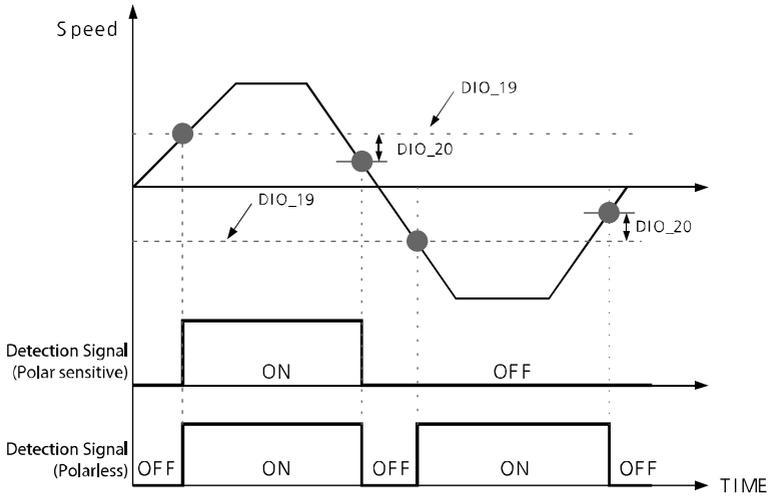 Speed
DIO_19
DIO_20
DIO_19
DIO_20
Detection Signal
(Polar sensitive)
ON
OFF
Detection Signal
(Polarless)
OFF
ON
OFF
ON
OFF
TIME